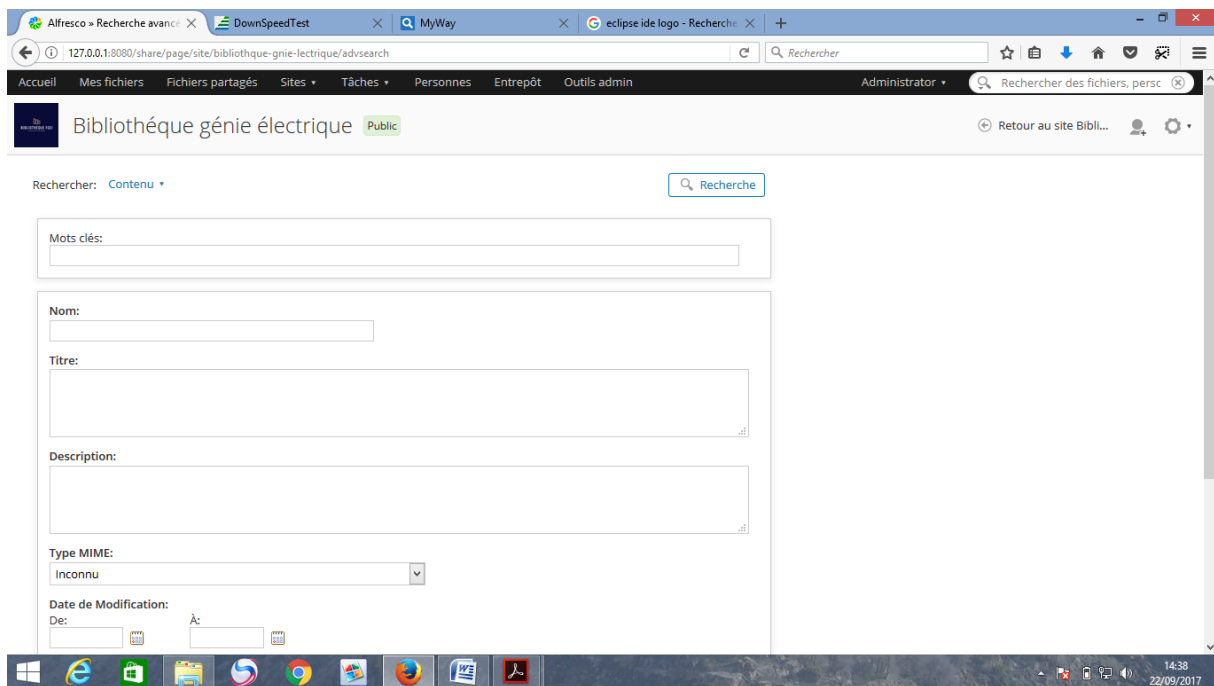 Alfresco » Recherche avancé
DownSpeedTest
MyWay
eclipse ide logo - Recherche
127.0.0.1:8080/share/page/site/bibliothque-gnie-lectrique/advsearch
Rechercher
Accueil Mes fichiers Fichiers partagés Sites Tâches Personnes Entrepôt Outils admin Administrator Rechercher des fichiers, persc
Bibliothéque génie électrique Public Retour au site Bibli...
Rechercher: Contenu Recherche
Mots clés:
Nom:
Titre:
Description:
Type MIME:
Inconnu
Date de Modification:
De: À:
14:38
22/09/2017